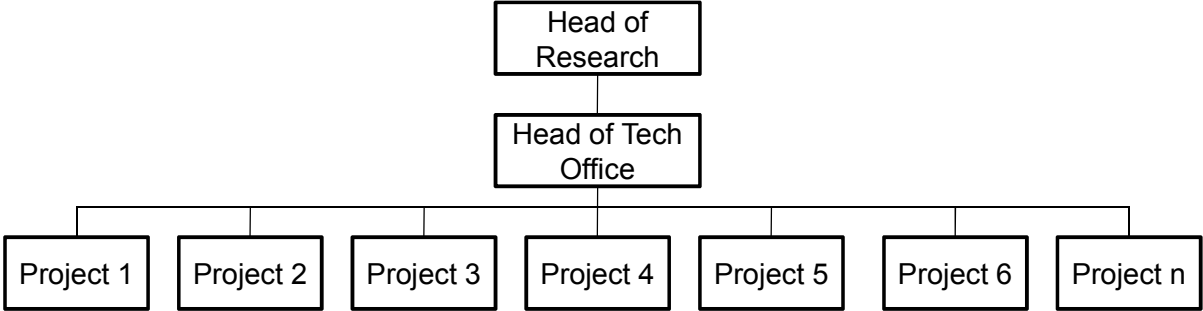 Head of
Research
Head of Tech
Office
Project 1
Project 2
Project 3
Project 4
Project 5
Project 6
Project n